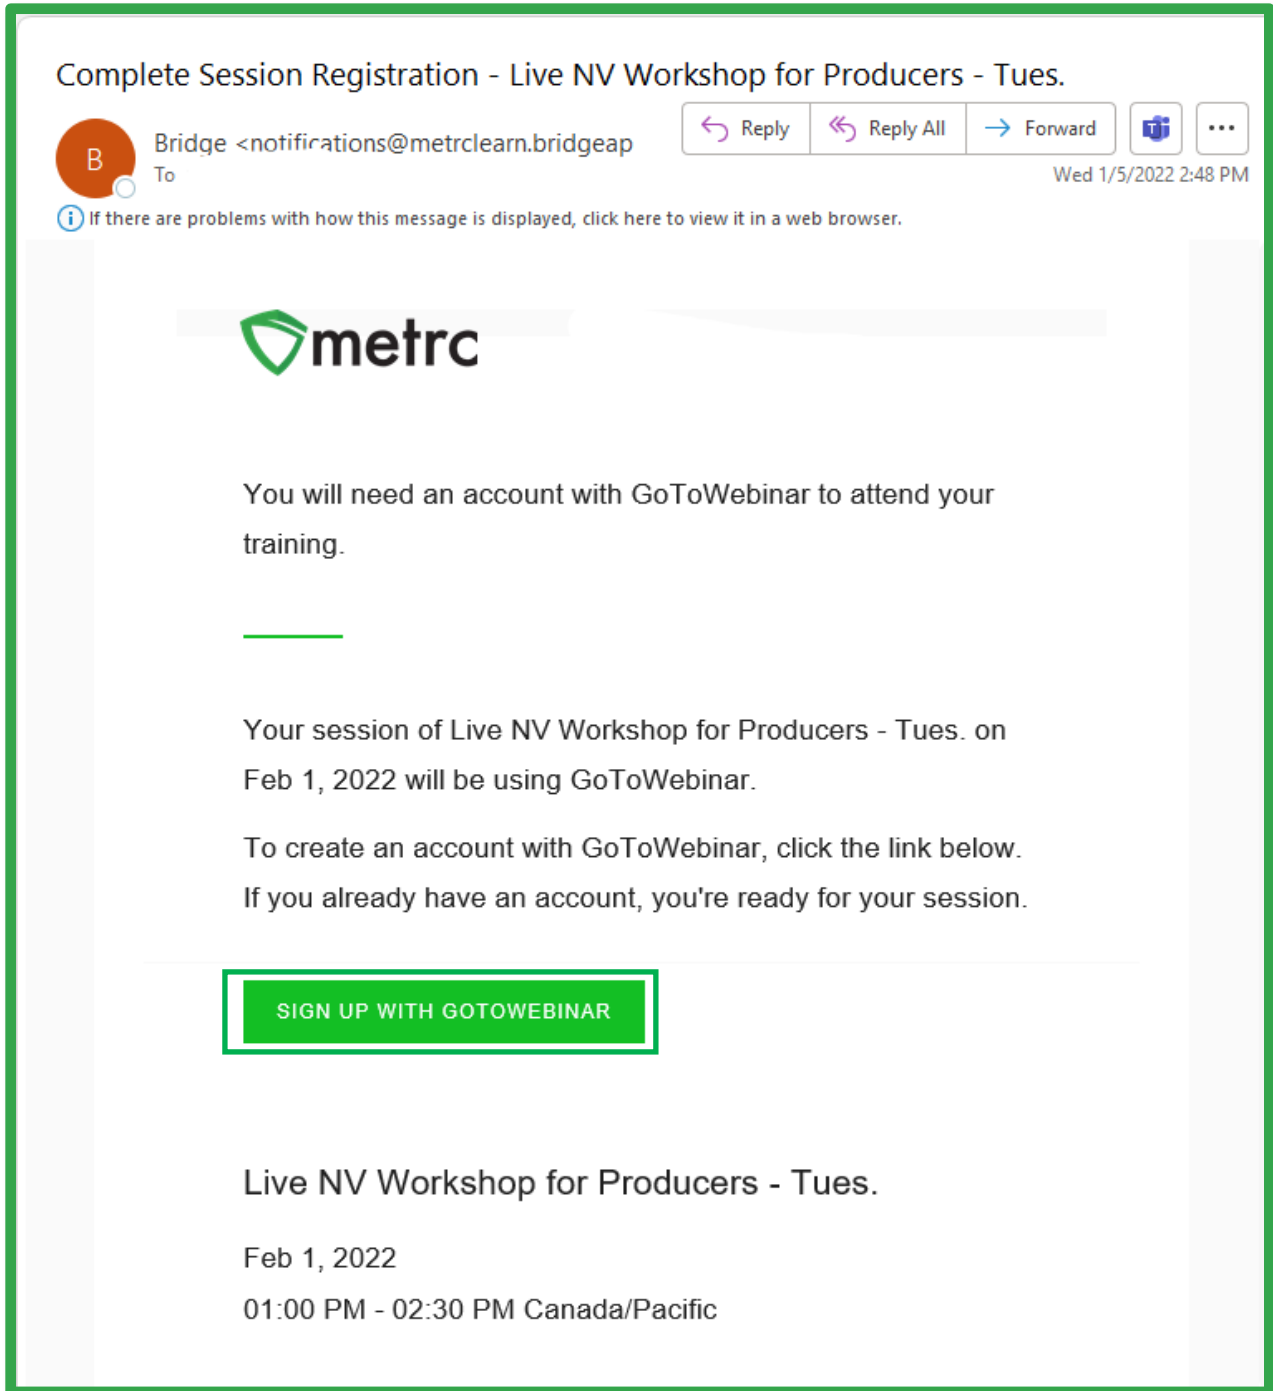 Complete Session Registration - Live NV Workshop for Producers - Tues.
B
Bridge <notifications@metrclearn.bridgeap
Reply
Reply All
Forward
To
Wed 1/5/2022 2:48 PM
If there are problems with how this message is displayed, click here to view it in a web browser.
metrc
You will need an account with GoToWebinar to attend your
training.
Your session of Live NV Workshop for Producers - Tues. on
Feb 1, 2022 will be using GoToWebinar.
To create an account with GoToWebinar, click the link below.
If you already have an account, you're ready for your session.
SIGN UP WITH GOTOWEBINAR
Live NV Workshop for Producers - Tues.
Feb 1, 2022
01:00 PM - 02:30 PM Canada/Pacific